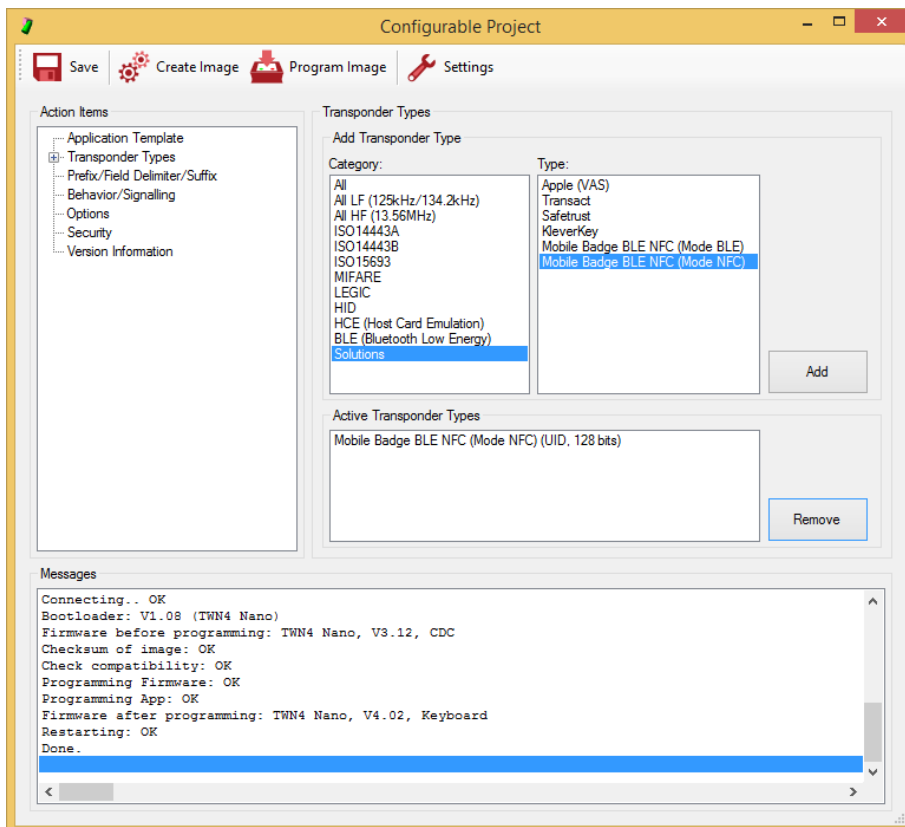 Configurable Project
Save
Create Image
Program Image
Settings
Action Items
Application Template
Transponder Types
Prefix/Field Delimiter/Suffix
Behavior/Signalling
Options
Security
Version Information
Transponder Types
Add Transponder Type
Category:
All
All LF (125kHz/134.2kHz)
All HF (13.56MHz)
ISO14443A
ISO14443B
ISO15693
MIFARE
LEGIC
HID
HCE (Host Card Emulation)
BLE (Bluetooth Low Energy)
Solutions
Type:
Apple (VAS)
Transact
Safetrust
KleverKey
Mobile Badge BLE NFC (Mode BLE)
Mobile Badge BLE NFC (Mode NFC)
Add
Active Transponder Types
Mobile Badge BLE NFC (Mode NFC) (UID, 128 bits)
Remove
Messages
Connecting.. OK
Bootloader: V1.08 (TWN4 Nano)
Firmware before programming: TWN4 Nano, V3.12, CDC
Checksum of image: OK
Check compatibility: OK
Programming Firmware: OK
Programming App: OK
Firmware after programming: TWN4 Nano, V4.02, Keyboard
Restarting: OK
Done.